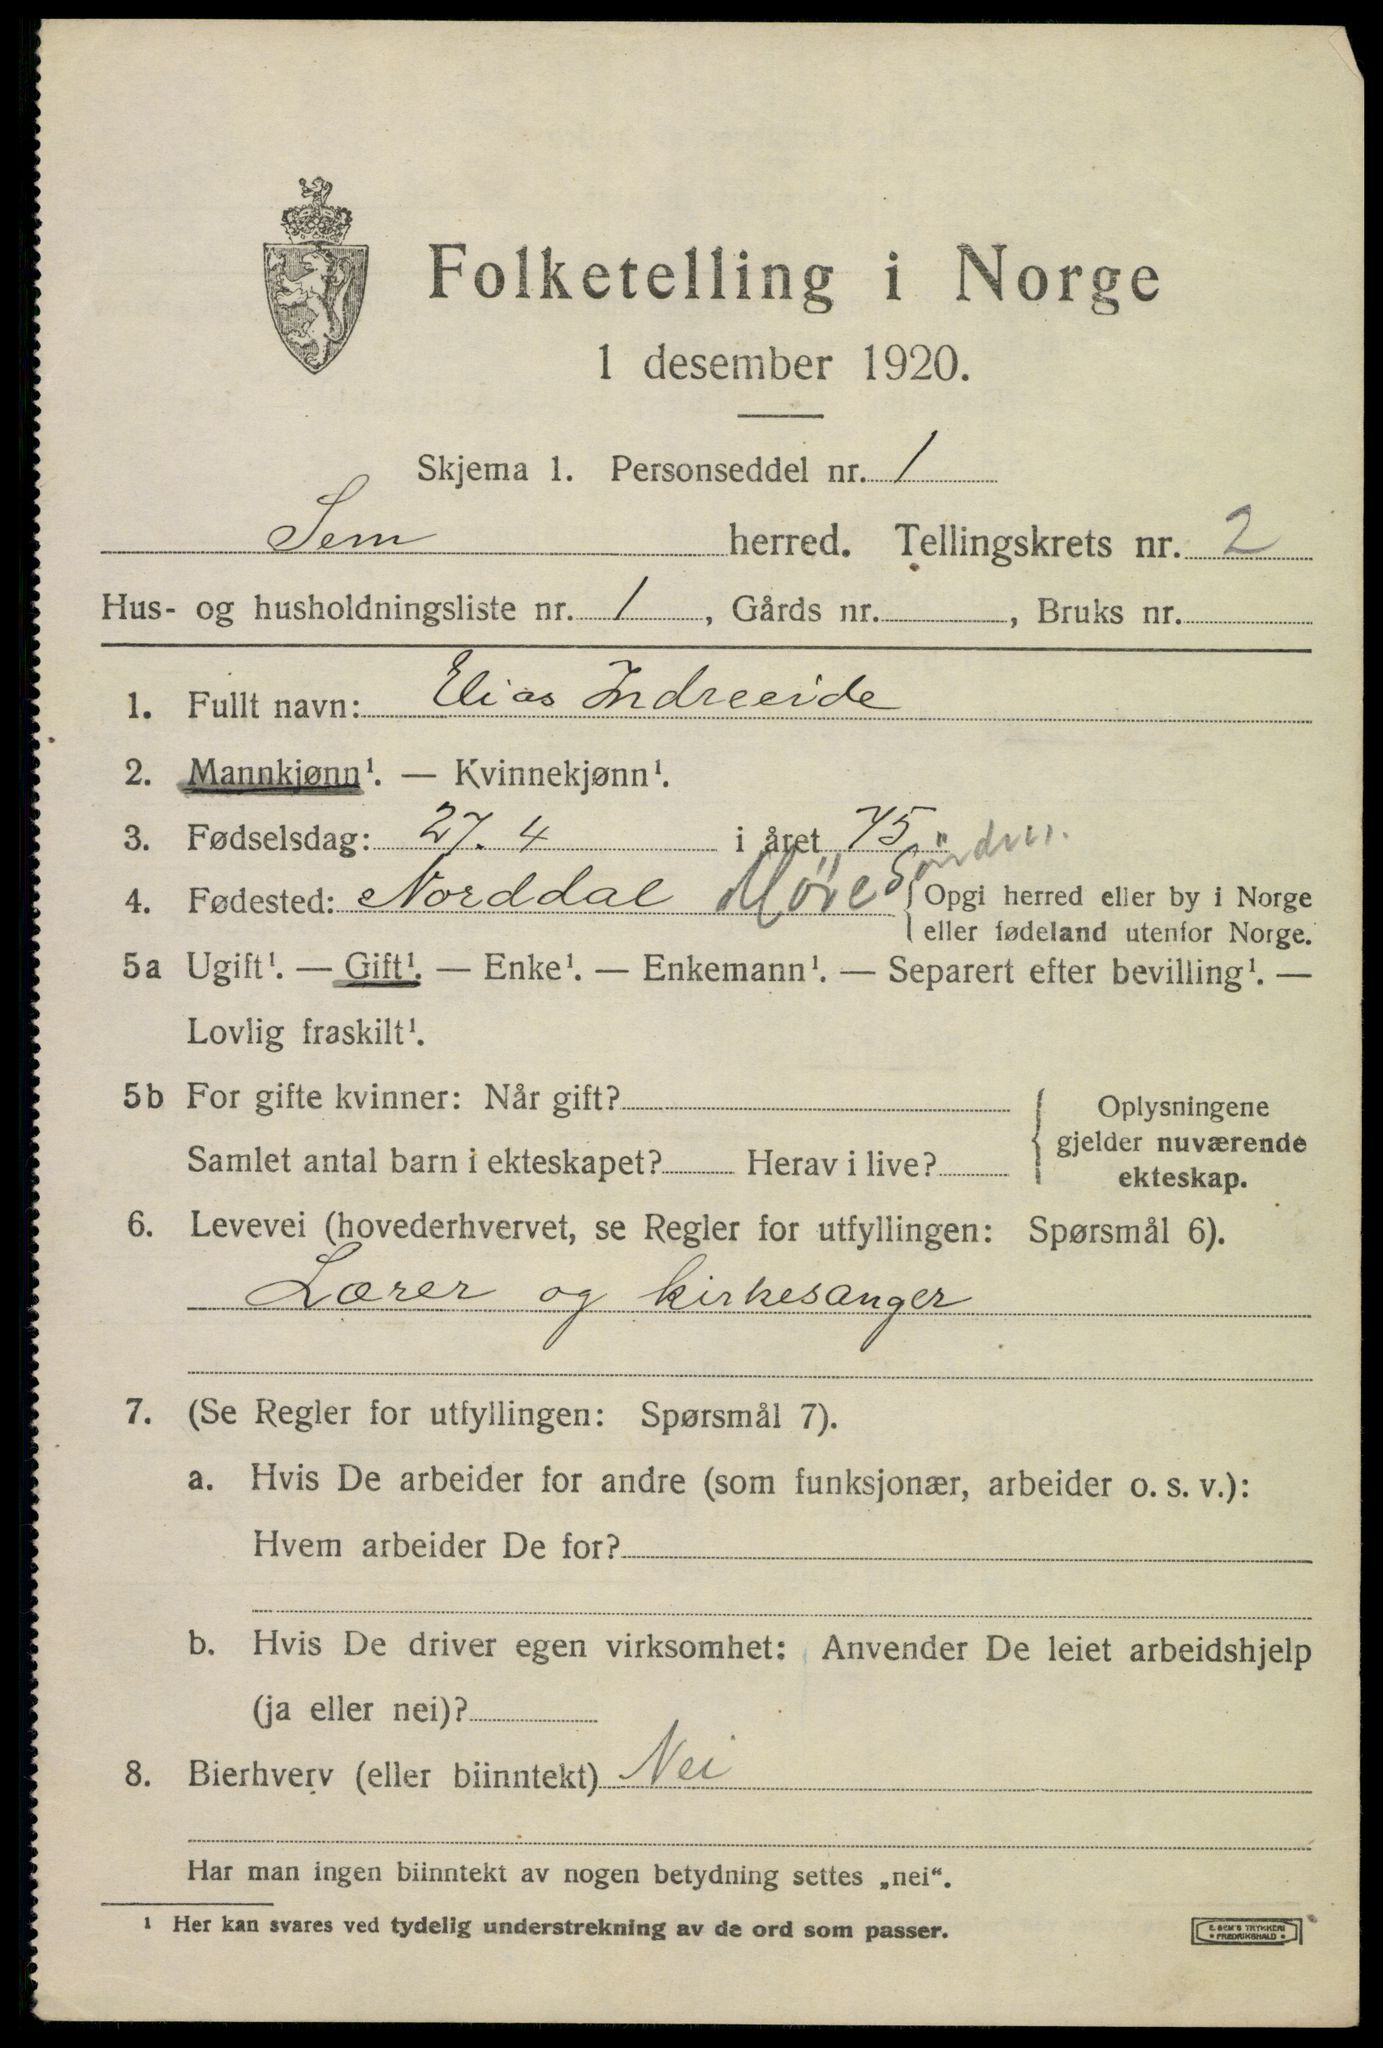 Folketelling i Norge
1 desember 1920.
Skjema 1. Personseddel nr. 1
Sem herred. Tellingskrets nr. 2
Hus- og husholdningsliste nr. 1, Gårds nr. , Bruks nr.
1. Fullt navn: Elias Indreeide
2. Mannkjønn¹. — Kvinnekjønn¹.
3. Fødselsdag: 27. 4 i året 75
4. Fødested: Norddal Møre
Opgi herred eller by i Norge
eller fødeland utenfor Norge.
5a Ugift¹. — Gift¹. — Enke¹. — Enkemann¹. — Separert efter bevilling¹. —
Lovlig fraskilt¹.
5b For gifte kvinner: Når gift?
Samlet antal barn i ekteskapet? Herav i live?
Oplysningene
gjelder nuværende
ekteskap.
6. Levevei (hovederhvervet, se Regler for utfyllingen: Spørsmål 6).
Lærer og kirkesanger
7. (Se Regler for utfyllingen: Spørsmål 7).
a. Hvis De arbeider for andre (som funksjonær, arbeider o. s. v.):
Hvem arbeider De for?
b. Hvis De driver egen virksomhet: Anvender De leiet arbeidshjelp
(ja eller nei)?
8. Bierhverv (eller biinntekt) Nei
Har man ingen biinntekt av nogen betydning settes „nei“.
¹ Her kan svares ved tydelig understrekning av de ord som passer.
E. SEM'S TRYKKERI
* FREDRIKSHALD *